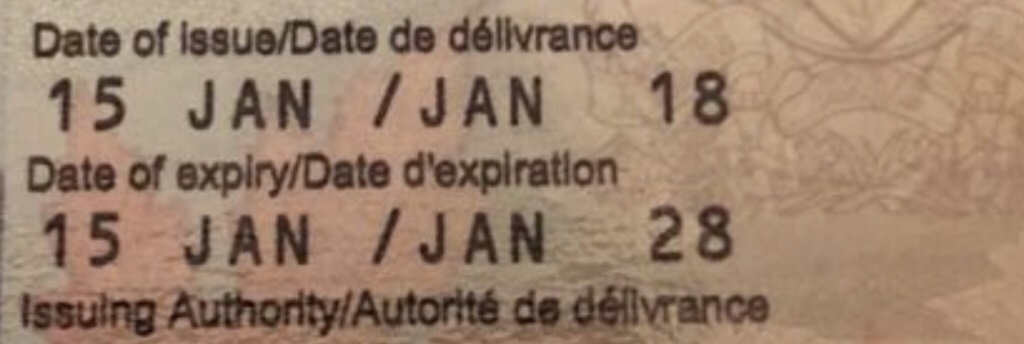 Date of issue/Date de délivrance
15 JAN /JAN 18
Date of expiry/Date d'expiration
15 JAN /JAN 28
Issuing Authority/Autorité de délivrance